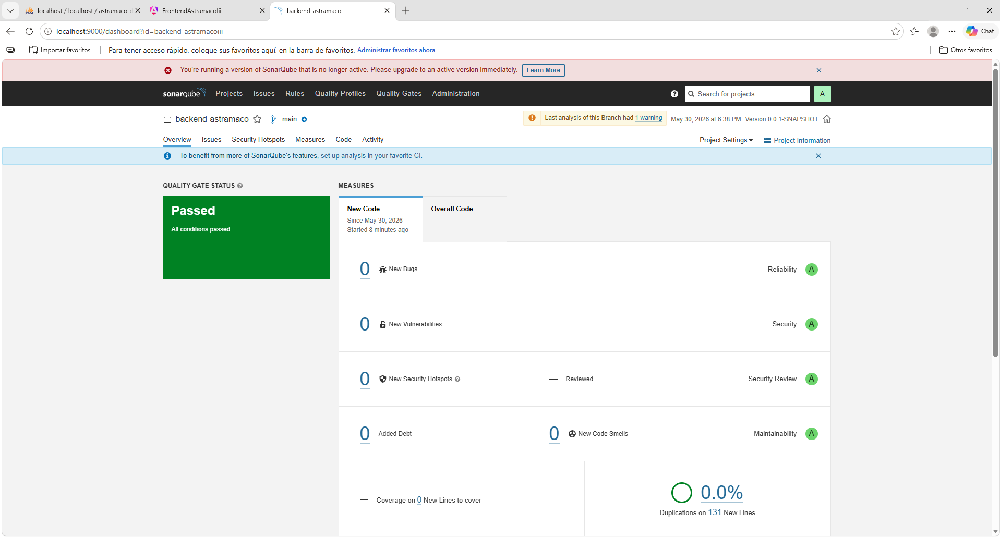 localhost / localhost / astramaco_c
FrontendAstramacoIii
backend-astramaco
localhost:9000/dashboard?id=backend-astramacoiii
Chat
Importar favoritos
Para tener acceso rápido, coloque sus favoritos aquí, en la barra de favoritos. Administrar favoritos ahora
Otros favoritos
You're running a version of SonarQube that is no longer active. Please upgrade to an active version immediately. Learn More
sonarqube Projects Issues Rules Quality Profiles Quality Gates Administration
Search for projects...
A
backend-astramaco main
Last analysis of this Branch had 1 warning May 30, 2026 at 6:38 PM Version 0.0.1-SNAPSHOT
Overview Issues Security Hotspots Measures Code Activity
Project Settings Project Information
To benefit from more of SonarQube's features, set up analysis in your favorite CI.
QUALITY GATE STATUS
MEASURES
Passed
All conditions passed.
New Code
Since May 30, 2026
Started 8 minutes ago
Overall Code
0 New Bugs Reliability A
0 New Vulnerabilities Security A
0 New Security Hotspots — Reviewed Security Review A
0 Added Debt 0 New Code Smells Maintainability A
— Coverage on 0 New Lines to cover
0.0%
Duplications on 131 New Lines